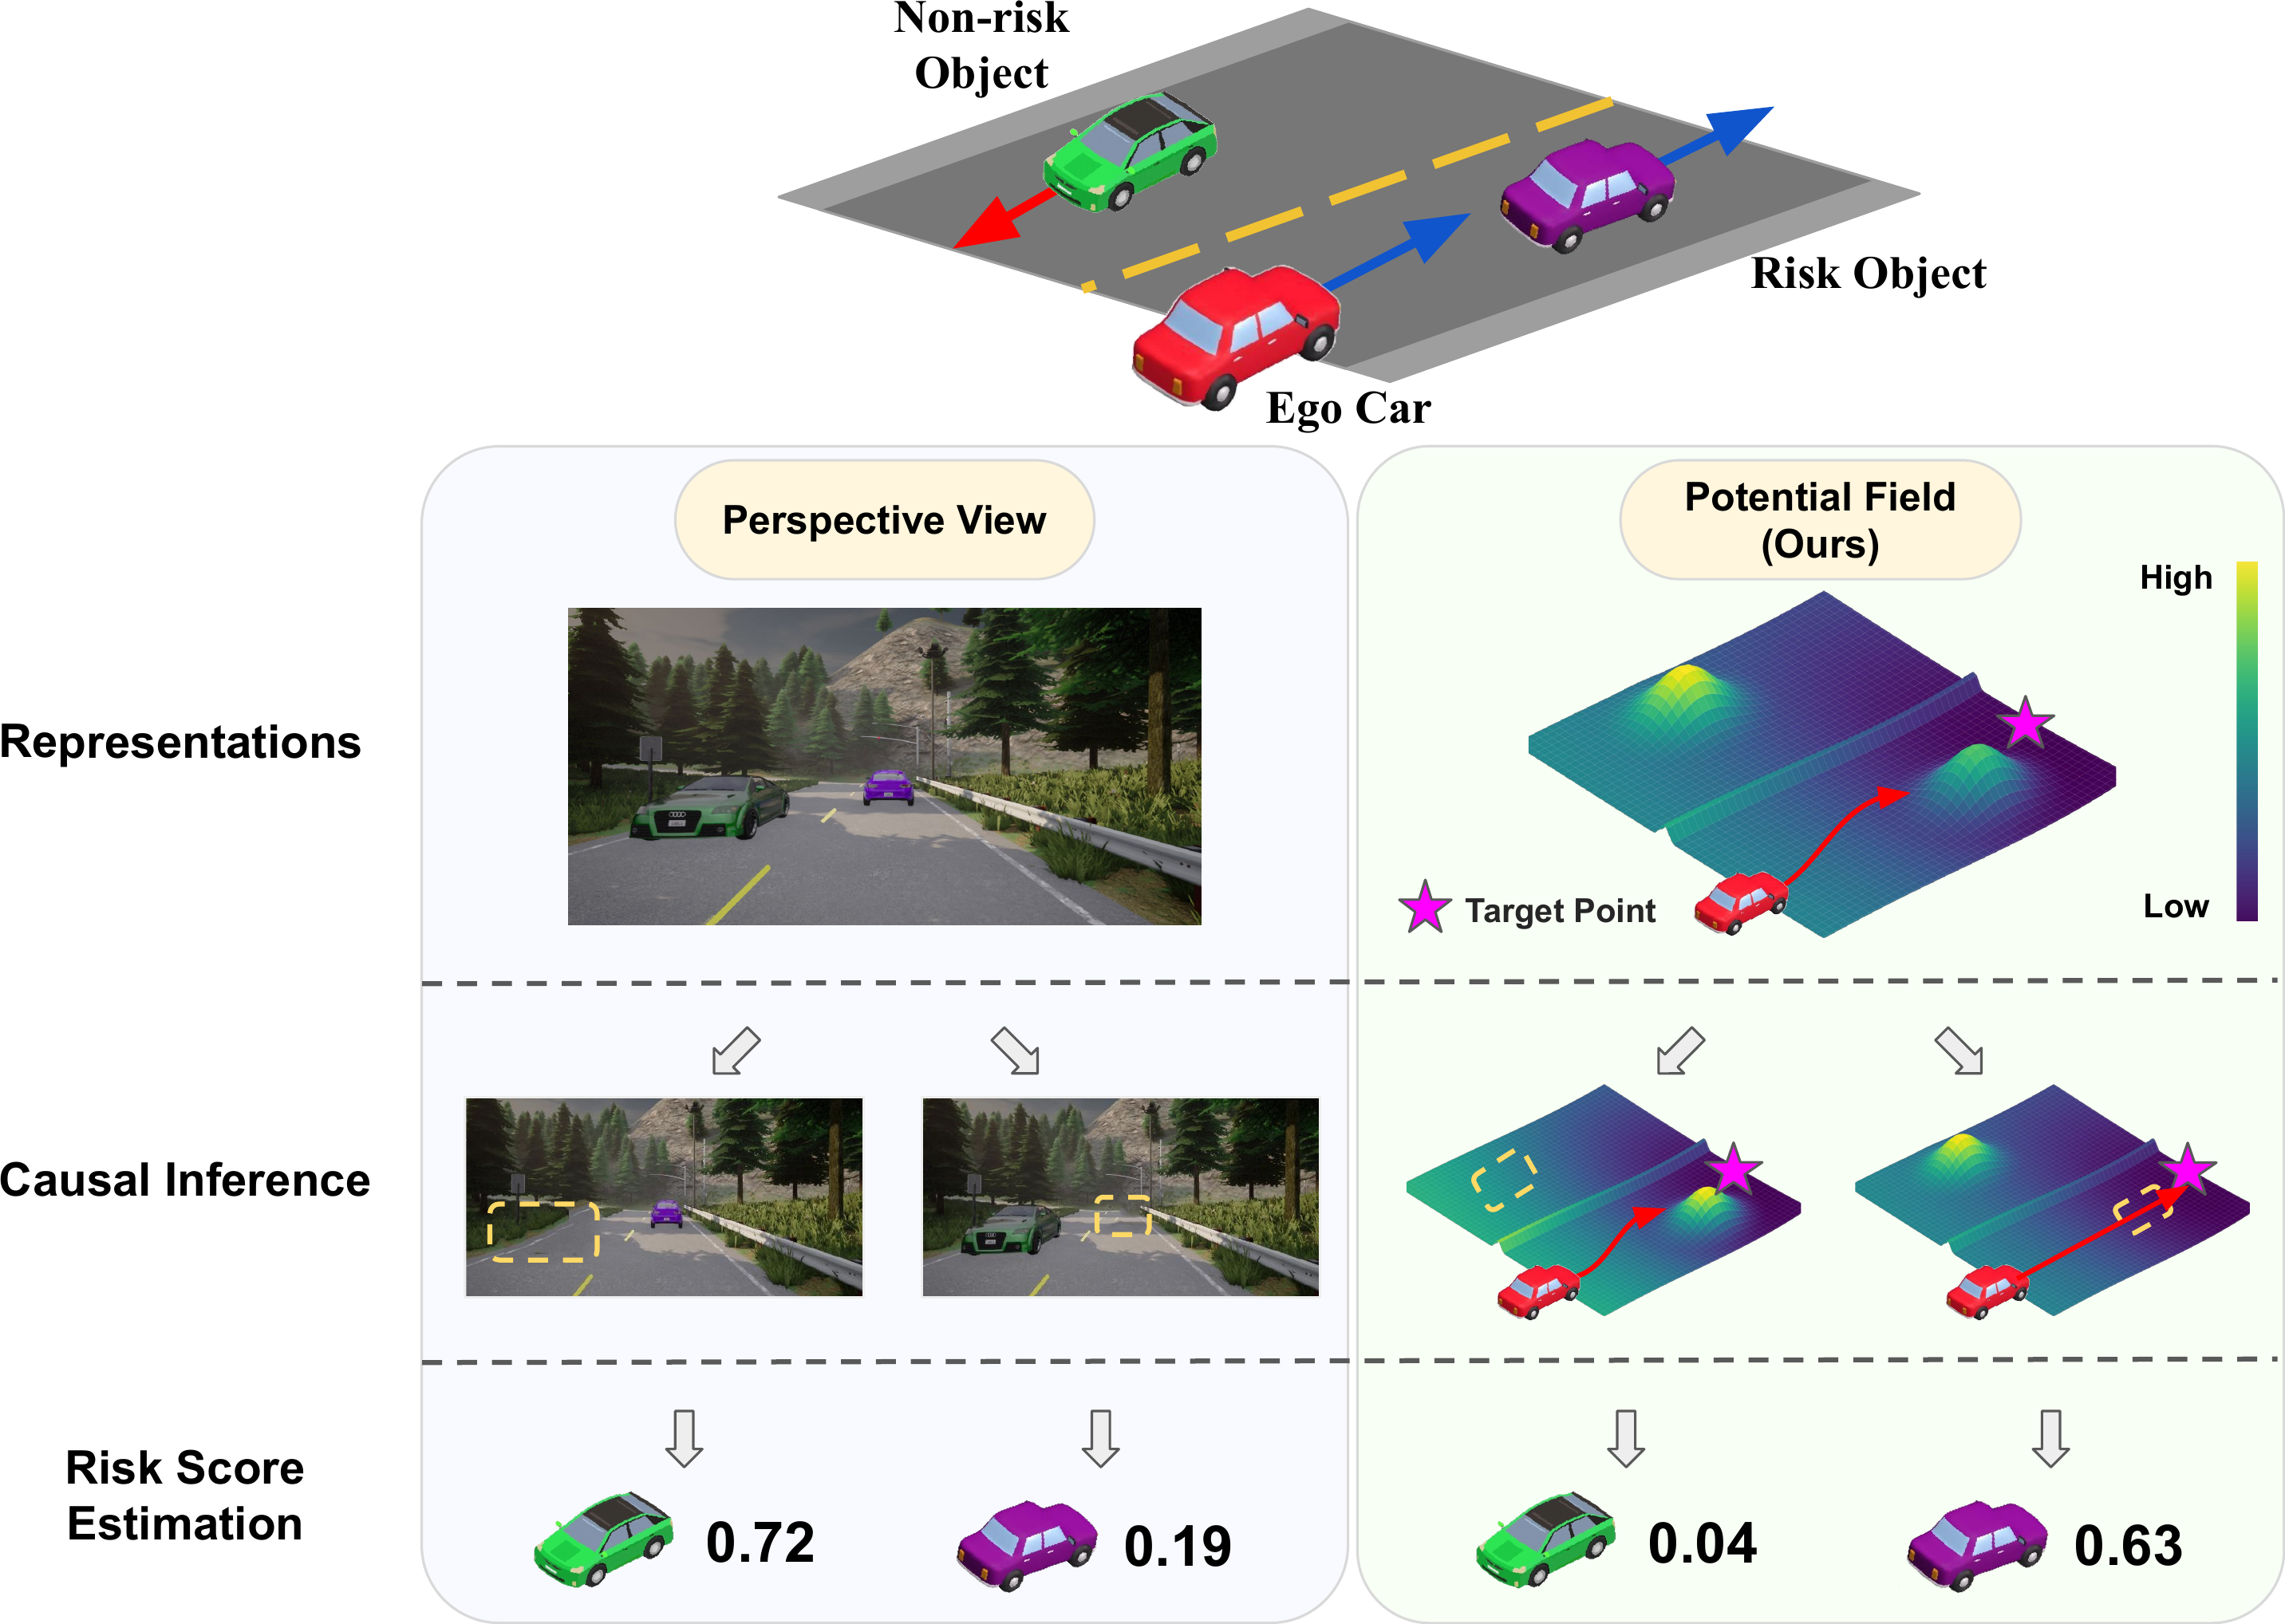 Non-risk
Object
Risk Object
Ego Car
Perspective View
Potential Field
(Ours)
High
Representations
Target Point
Low
Causal Inference
Risk Score
Estimation
0.72
0.19
0.04
0.63